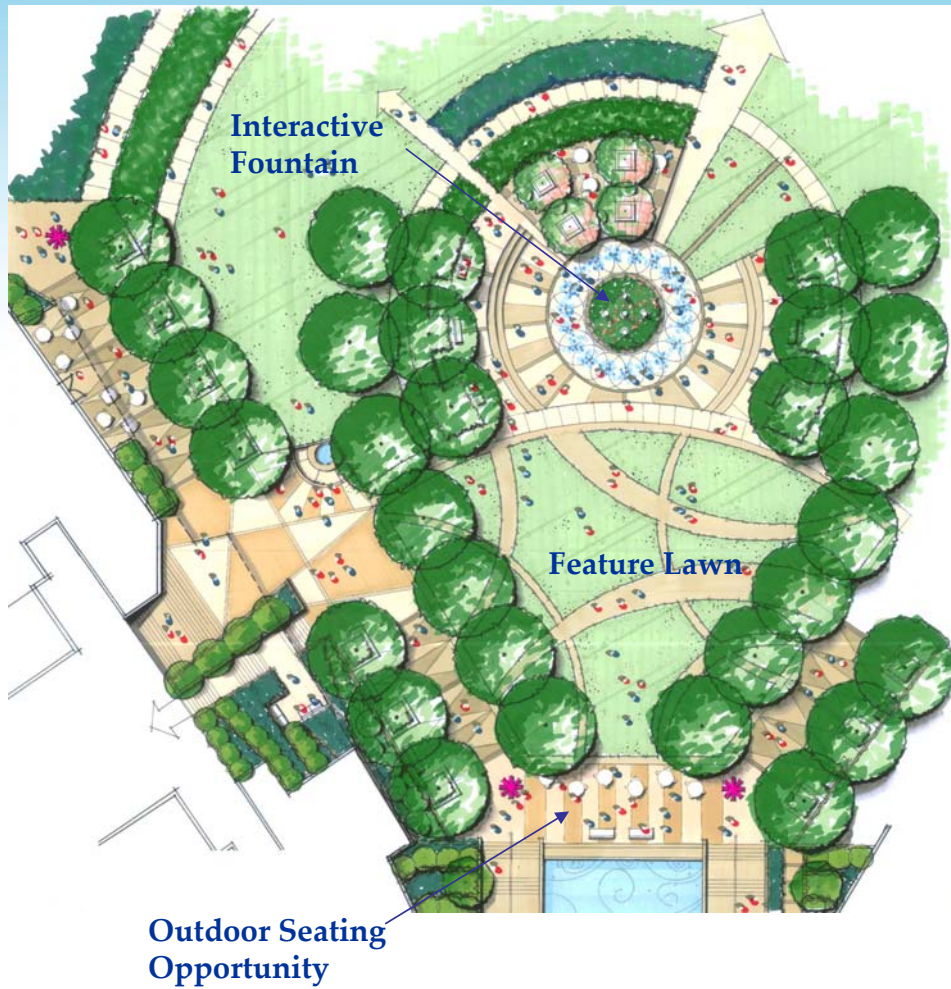 Interactive
Fountain
Feature Lawn
Outdoor Seating
Opportunity